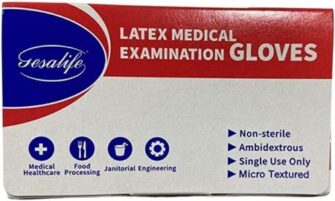 Gesalife
LATEX MEDICAL
EXAMINATION GLOVES
Medical
Healthcare
Food
Processing
Janitorial
Engineering
Non-sterile
Ambidextrous
Single Use Only
Micro Textured